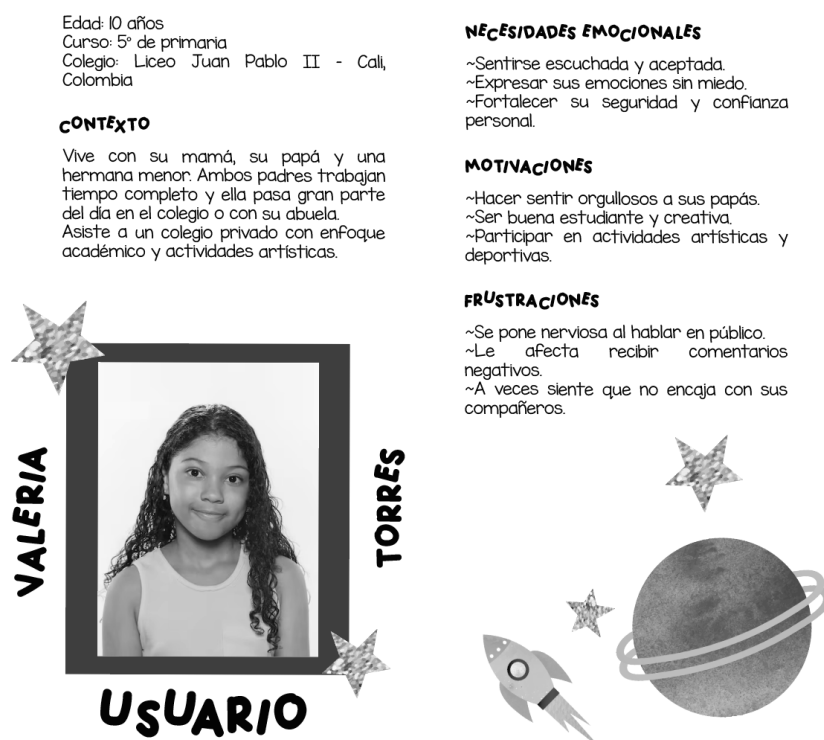 Edad: 10 años
Curso: 5° de primaria
Colegio: Liceo Juan Pablo II - Cali,
Colombia
CONTEXTO
Vive con su mamá, su papá y una
hermana menor. Ambos padres trabajan
tiempo completo y ella pasa gran parte
del día en el colegio o con su abuela.
Asiste a un colegio privado con enfoque
académico y actividades artísticas.
VALERIA
TORRES
USUARIO
NECESIDADES EMOCIONALES
~Sentirse escuchada y aceptada.
~Expresar sus emociones sin miedo.
~Fortalecer su seguridad y confianza
personal.
MOTIVACIONES
~Hacer sentir orgullosos a sus papás.
~Ser buena estudiante y creativa.
~Participar en actividades artísticas y
deportivas.
FRUSTRACIONES
~Se pone nerviosa al hablar en público.
~Le afecta recibir comentarios
negativos.
~A veces siente que no encaja con sus
compañeros.